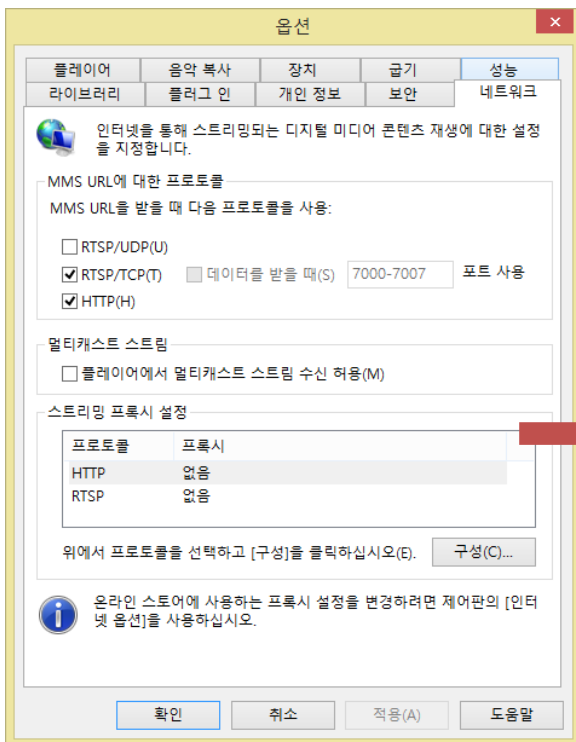 옵션
플레이어 음악 복사 장치 굽기 성능
라이브러리 플러그 인 개인 정보 보안 네트워크
인터넷을 통해 스트리밍되는 디지털 미디어 콘텐츠 재생에 대한 설정
을 지정합니다.
MMS URL에 대한 프로토콜
MMS URL을 받을 때 다음 프로토콜을 사용:
RTSP/UDP(U)
RTSP/TCP(T) 데이터를 받을 때(S) 7000-7007 포트 사용
HTTP(H)
멀티캐스트 스트림
플레이어에서 멀티캐스트 스트림 수신 허용(M)
스트리밍 프록시 설정
프로토콜 프록시
HTTP 없음
RTSP 없음
위에서 프로토콜을 선택하고 [구성]을 클릭하십시오(E). 구성(C)...
온라인 스토어에 사용하는 프록시 설정을 변경하려면 제어판의 [인터
넷 옵션]을 사용하십시오.
확인 취소 적용(A) 도움말